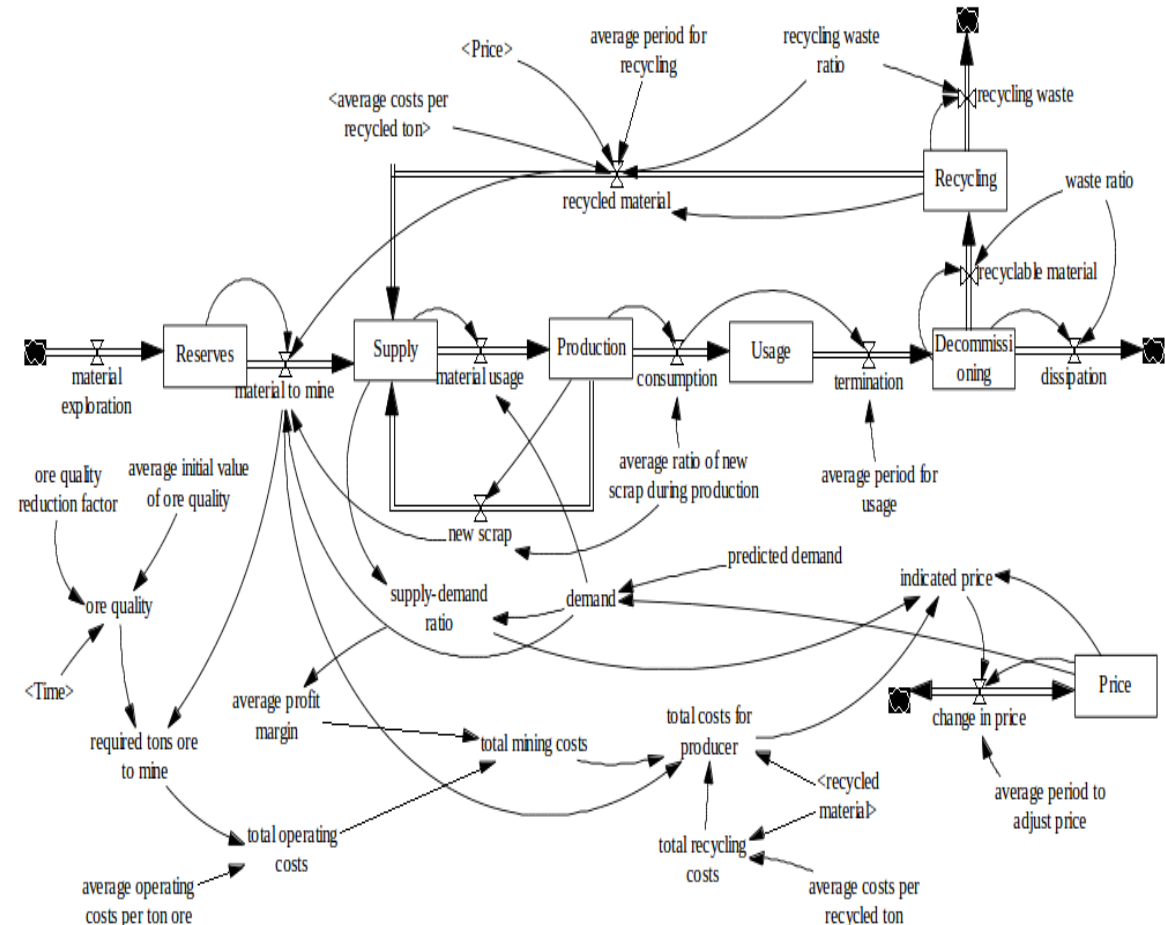 <Price>
average period for
recycling
recycling waste
ratio
<average costs per
recycled ton>
recycling waste
Recycling
waste ratio
recycled material
recyclable material
Reserves
Supply
Production
Usage
Decommissi
oning
material
exploration
material to mine
material usage
consumption
termination
dissipation
ore quality
reduction factor
average initial value
of ore quality
average ratio of new
scrap during production
average period for
usage
new scrap
predicted demand
indicated price
ore quality
supply-demand
ratio
demand
<Time>
average profit
margin
Price
change in price
required tons ore
to mine
total mining costs
total costs for
producer
<recycled
material>
average period to
adjust price
total operating
costs
total recycling
costs
average operating
costs per ton ore
average costs per
recycled ton